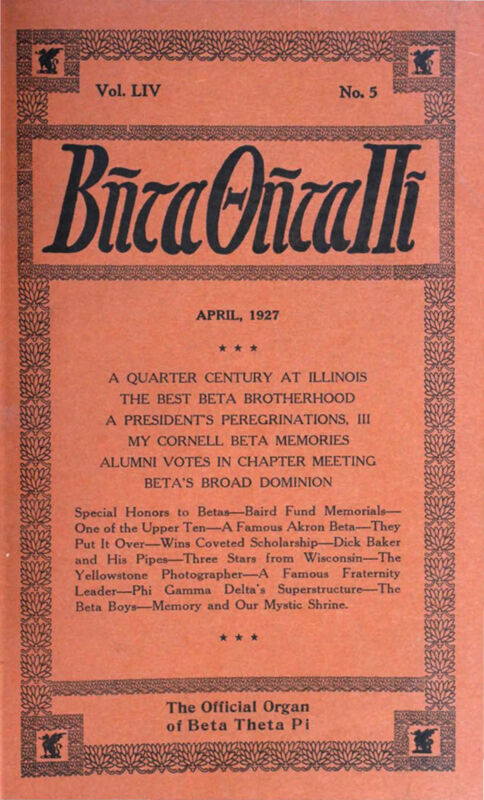 Vol. LIV No. 5
Βῆτα Θῆτα Πῖ
APRIL, 1927
★ ★ ★
A QUARTER CENTURY AT ILLINOIS
THE BEST BETA BROTHERHOOD
A PRESIDENT'S PEREGRINATIONS, III
MY CORNELL BETA MEMORIES
ALUMNI VOTES IN CHAPTER MEETING
BETA'S BROAD DOMINION
Special Honors to Betas—Baird Fund Memorials—
One of the Upper Ten—A Famous Akron Beta—They
Put It Over—Wins Coveted Scholarship—Dick Baker
and His Pipes—Three Stars from Wisconsin—The
Yellowstone Photographer—A Famous Fraternity
Leader—Phi Gamma Delta's Superstructure—The
Beta Boys—Memory and Our Mystic Shrine.
★ ★ ★
The Official Organ
of Beta Theta Pi